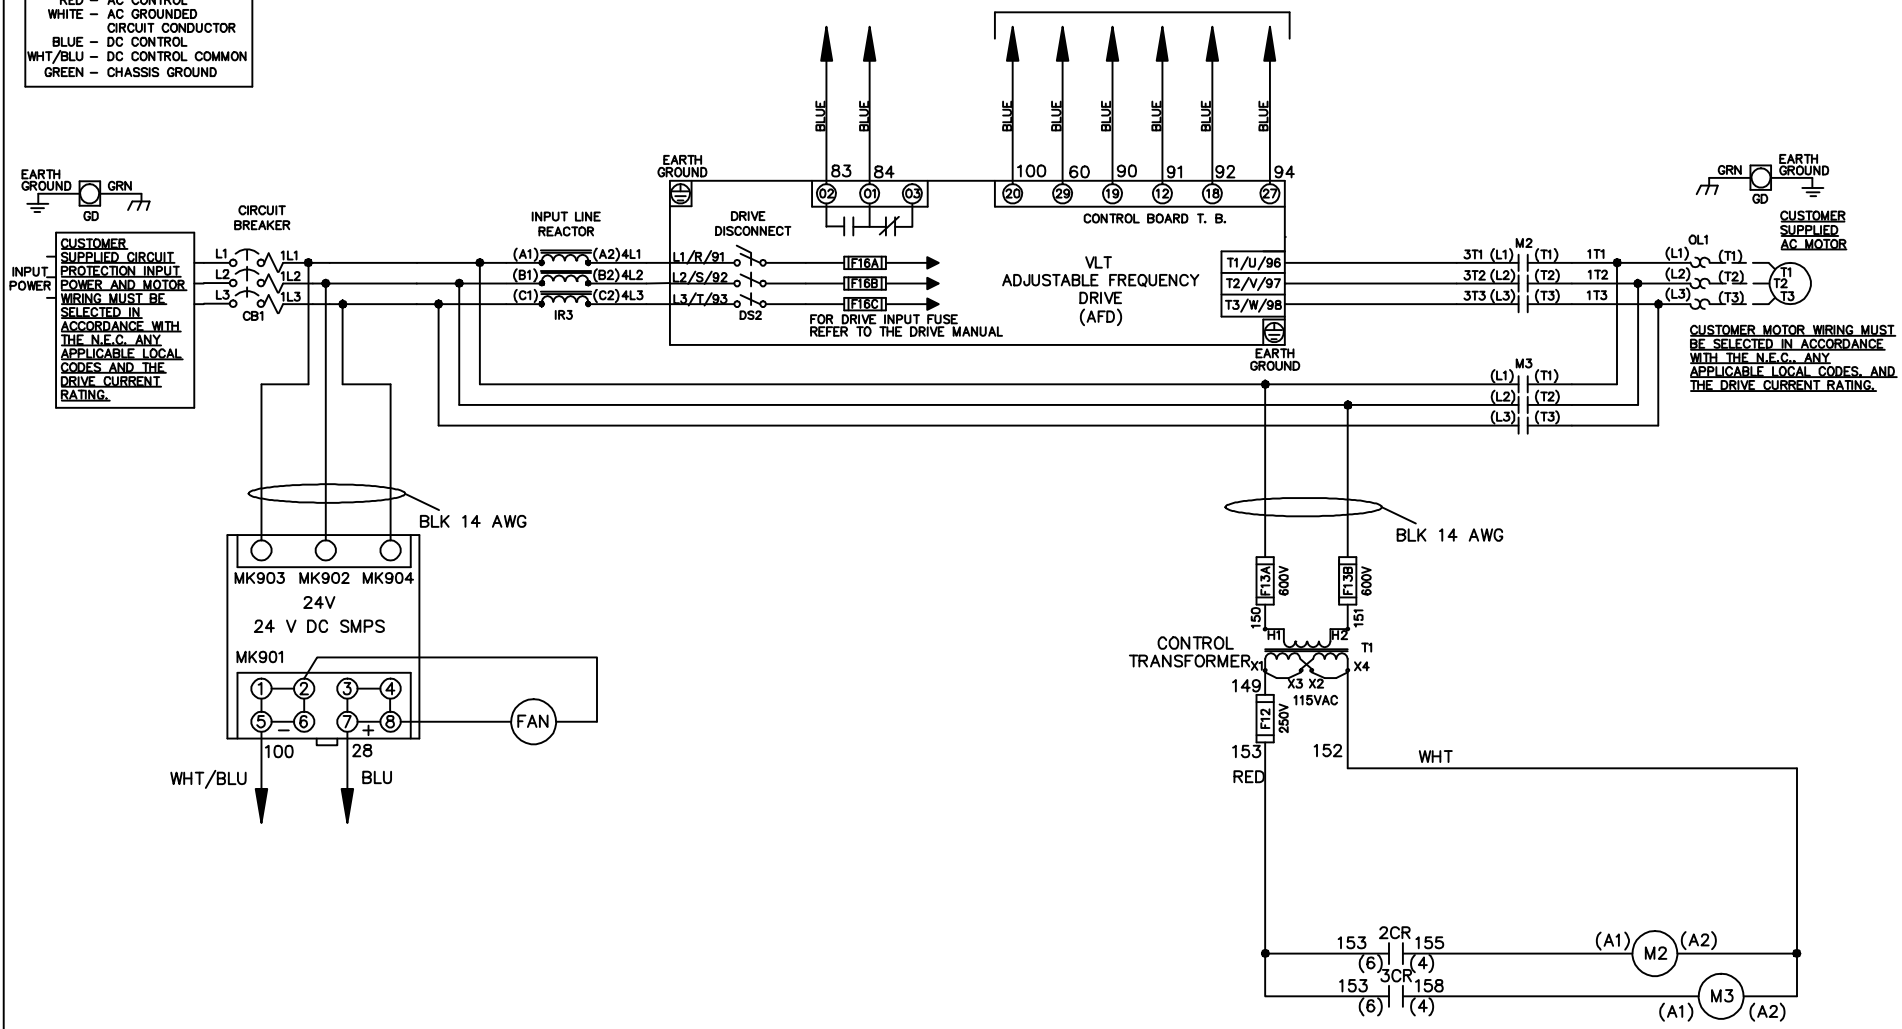 RED – AC CONTROL
WHITE – AC GROUNDED
CIRCUIT CONDUCTOR
BLUE – DC CONTROL
WHT/BLU – DC CONTROL COMMON
GREEN – CHASSIS GROUND
BLUE
BLUE
BLUE
BLUE
BLUE
BLUE
BLUE
BLUE
EARTH
GROUND
GRN
GD
CIRCUIT
BREAKER
INPUT LINE
REACTOR
EARTH
GROUND
83 84
02 01 03
100 60 90 91 92 94
20 29 19 12 18 27
CONTROL BOARD T. B.
DRIVE
DISCONNECT
GRN
EARTH
GROUND
GD
CUSTOMER
SUPPLIED
AC MOTOR
INPUT
POWER
CUSTOMER
SUPPLIED CIRCUIT
PROTECTION INPUT
POWER AND MOTOR
WIRING MUST BE
SELECTED IN
ACCORDANCE WITH
THE N.E.C. ANY
APPLICABLE LOCAL
CODES AND THE
DRIVE CURRENT
RATING.
L1 1L1
L2 1L2
L3 1L3
CB1
(A1) (A2) 4L1
(B1) (B2) 4L2
(C1) (C2) 4L3
IR3
L1/R/91
L2/S/92
L3/T/93
DS2
F16A
F16B
F16C
FOR DRIVE INPUT FUSE
REFER TO THE DRIVE MANUAL
VLT
ADJUSTABLE FREQUENCY
DRIVE
(AFD)
T1/U/96
T2/V/97
T3/W/98
EARTH
GROUND
M2
3T1 (L1) (T1) 1T1
3T2 (L2) (T2) 1T2
3T3 (L3) (T3) 1T3
OL1
(L1) (T1)
(L2) (T2)
(L3) (T3)
T1
T2
T3
CUSTOMER MOTOR WIRING MUST
BE SELECTED IN ACCORDANCE
WITH THE N.E.C., ANY
APPLICABLE LOCAL CODES, AND
THE DRIVE CURRENT RATING.
M3
(L1) (T1)
(L2) (T2)
(L3) (T3)
BLK 14 AWG
BLK 14 AWG
MK903 MK902 MK904
24V
24 V DC SMPS
MK901
1 2 3 4
5 – 6 7 + 8
FAN
100 28
WHT/BLU BLU
F13A
600V
F13B
600V
150
151
H1 H2
T1
CONTROL
TRANSFORMER
X1 X4
X3 X2
115VAC
149
F12
250V
153
RED
152
WHT
2CR
153 155
(6) (4)
(A1) M2 (A2)
3CR
153 158
(6) (4)
(A1) M3 (A2)